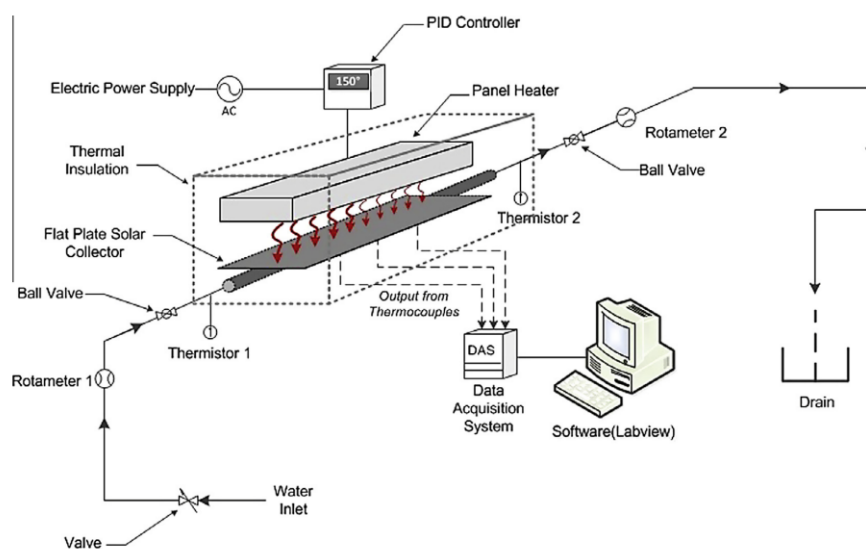 PID Controller
150°
Electric Power Supply
AC
Panel Heater
Rotameter 2
Ball Valve
Thermal
Insulation
Thermistor 2
Flat Plate Solar
Collector
Ball Valve
Output from
Thermocouples
Thermistor 1
DAS
Rotameter 1
Data
Acquisition
System
Software(Labview)
Drain
Water
Inlet
Valve